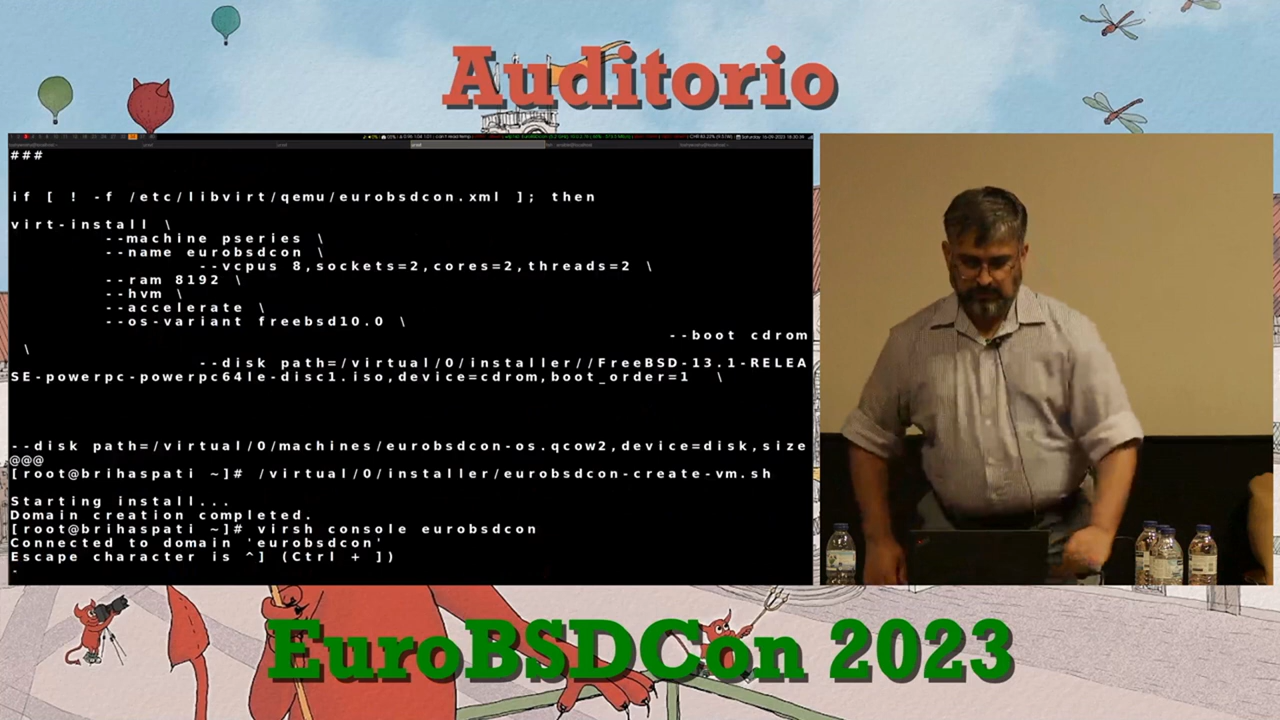 Auditorio
###
if [ ! -f /etc/libvirt/qemu/eurobsdcon.xml ]; then
virt-install \
--machine pseries \
--name eurobsdcon \
--vcpus 8,sockets=2,cores=2,threads=2 \
--ram 8192 \
--hvm \
--accelerate \
--os-variant freebsd10.0 \
--boot cdrom
\
--disk path=/virtual/0/installer//FreeBSD-13.1-RELEA
SE-powerpc-powerpc64le-disc1.iso,device=cdrom,boot_order=1 \
--disk path=/virtual/0/machines/eurobsdcon-os.qcow2,device=disk,size
@@@
[root@brihaspati ~]# /virtual/0/installer/eurobsdcon-create-vm.sh
Starting install...
Domain creation completed.
[root@brihaspati ~]# virsh console eurobsdcon
Connected to domain 'eurobsdcon'
Escape character is ^] (Ctrl + ])
EuroBSDCon 2023